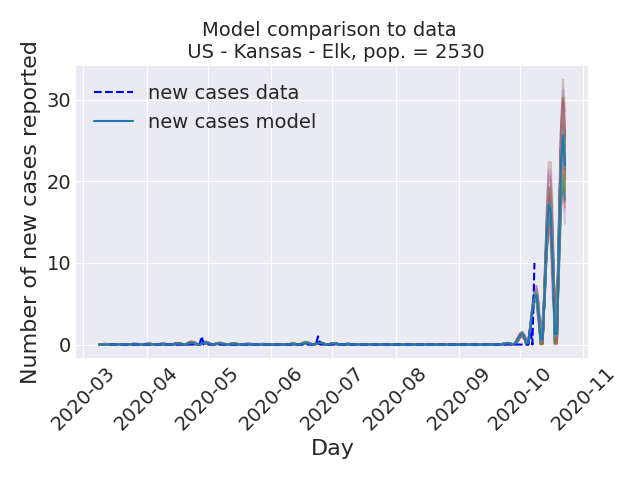 Model comparison to data
US - Kansas - Elk, pop. = 2530
Number of new cases reported
new cases data
new cases model
30
20
10
0
2020-03
2020-04
2020-05
2020-06
2020-07
2020-08
2020-09
2020-10
2020-11
Day